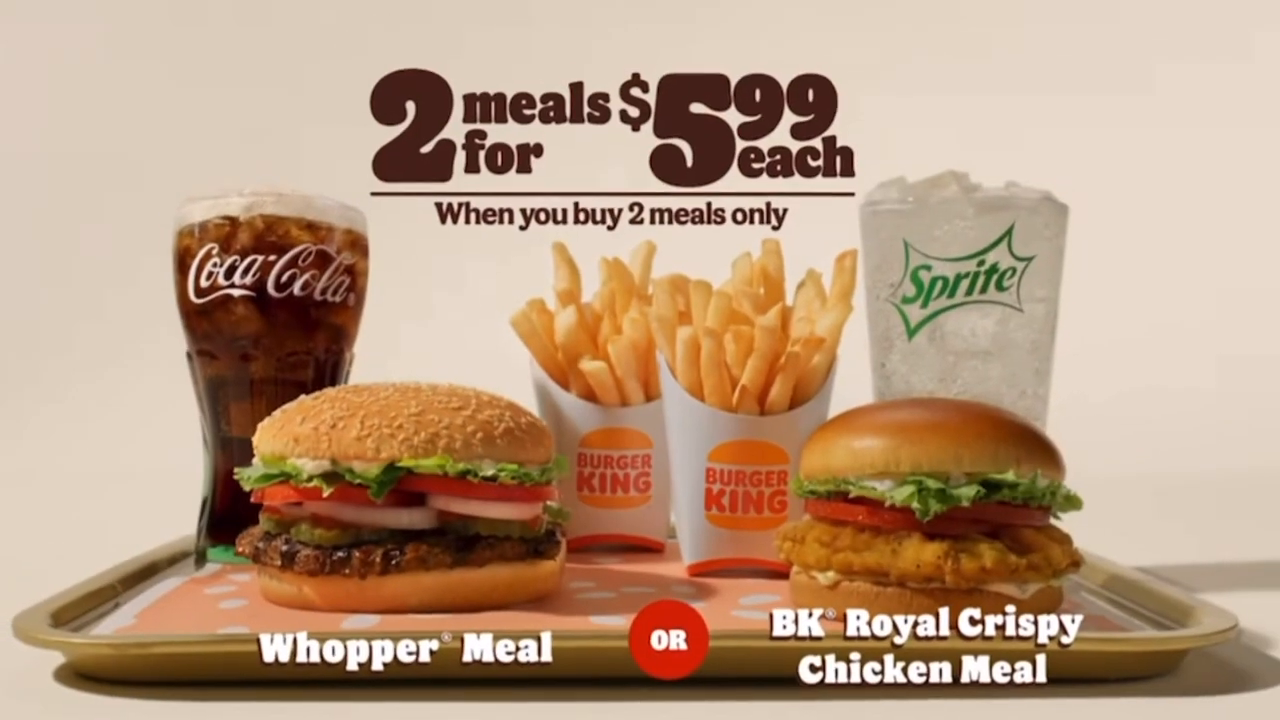 2 meals for $5.99 each
When you buy 2 meals only
Coca-Cola®
Sprite
BURGER
KING
BURGER
KING
Whopper® Meal
OR
BK® Royal Crispy
Chicken Meal